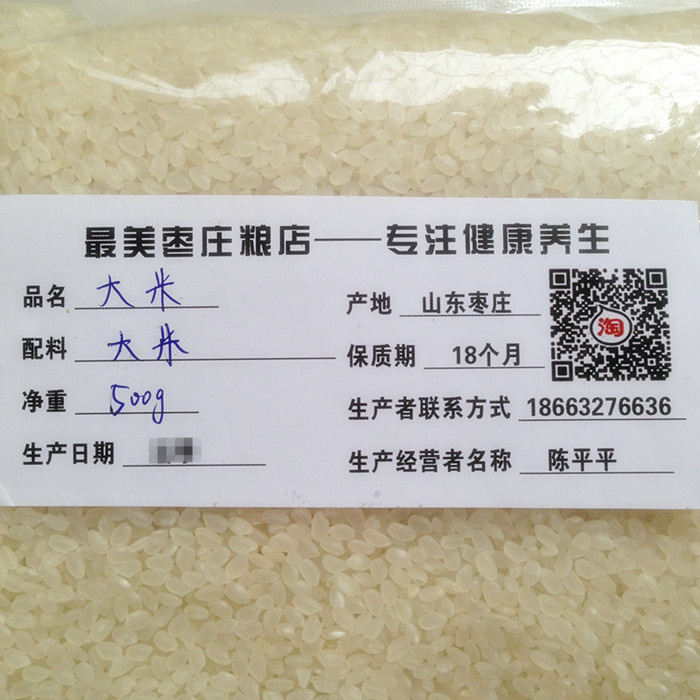 最美枣庄粮店——专注健康养生
品名 大米
产地 山东枣庄
配料 大米
保质期 18个月
净重 500g
生产者联系方式 18663276636
生产日期
生产经营者名称 陈平平
淘